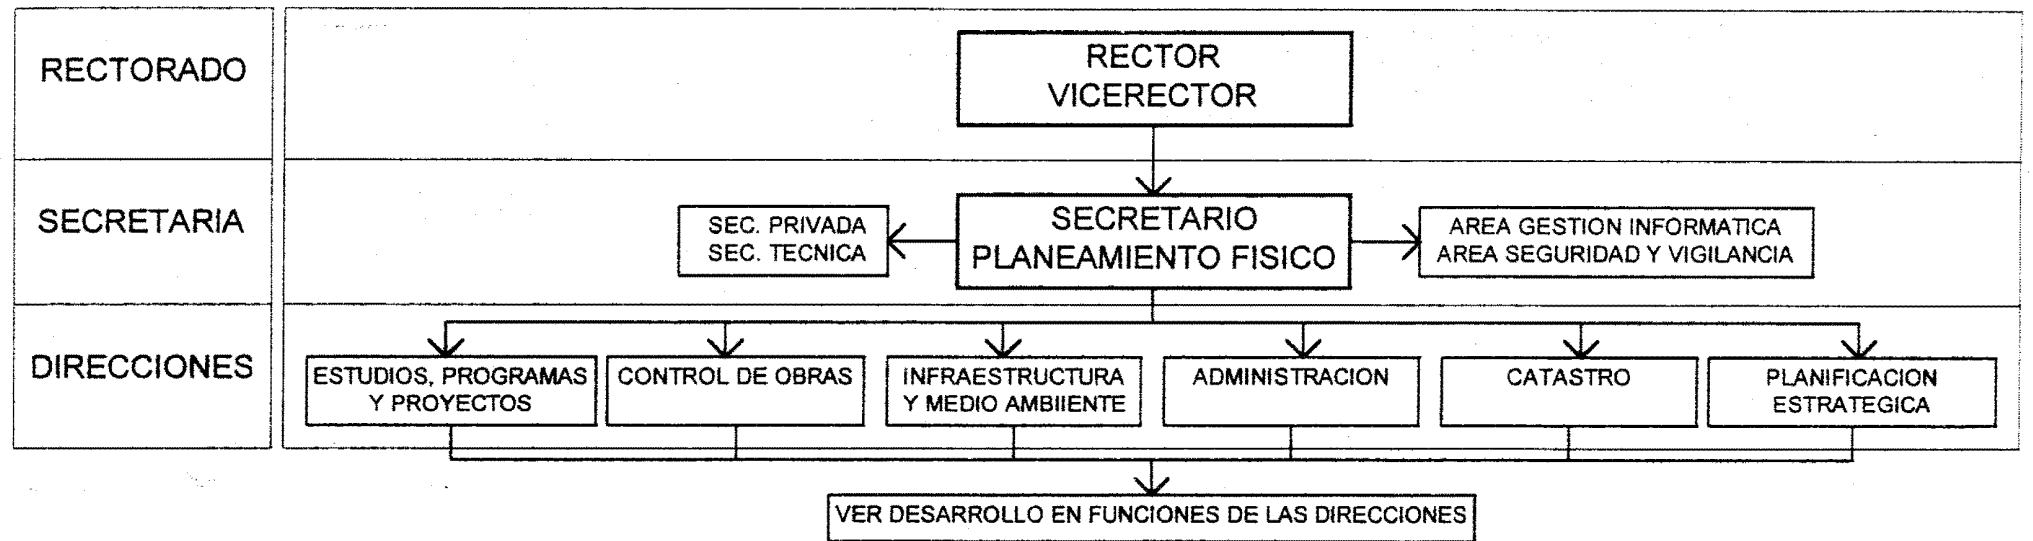 RECTORADO
RECTOR
VICERECTOR
SECRETARIA
SEC. PRIVADA
SEC. TECNICA
SECRETARIO
PLANEAMIENTO FISICO
AREA GESTION INFORMATICA
AREA SEGURIDAD Y VIGILANCIA
DIRECCIONES
ESTUDIOS, PROGRAMAS
Y PROYECTOS
CONTROL DE OBRAS
INFRAESTRUCTURA
Y MEDIO AMBIIENTE
ADMINISTRACION
CATASTRO
PLANIFICACION
ESTRATEGICA
VER DESARROLLO EN FUNCIONES DE LAS DIRECCIONES